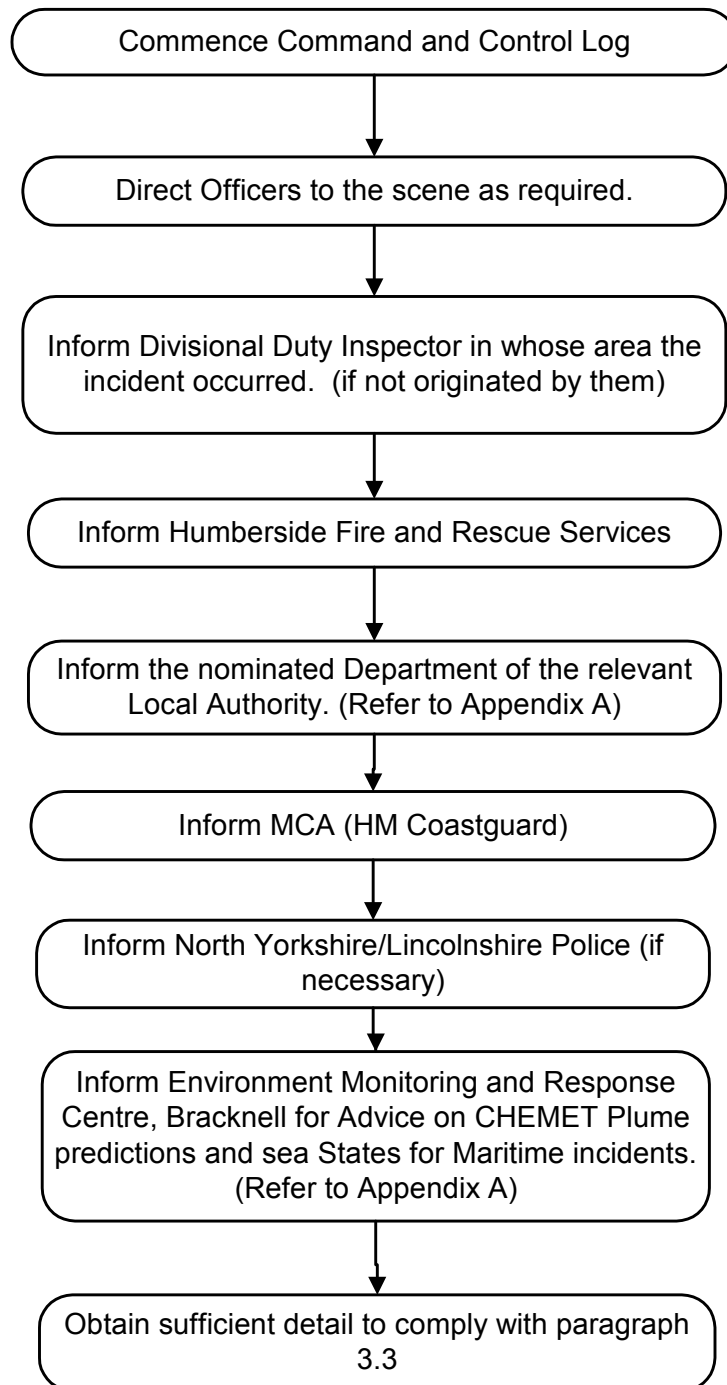 Commence Command and Control Log
Direct Officers to the scene as required.
Inform Divisional Duty Inspector in whose area the
incident occurred.  (if not originated by them)
Inform Humberside Fire and Rescue Services
Inform the nominated Department of the relevant
Local Authority. (Refer to Appendix A)
Inform MCA (HM Coastguard)
Inform North Yorkshire/Lincolnshire Police (if
necessary)
Inform Environment Monitoring and Response
Centre, Bracknell for Advice on CHEMET Plume
predictions and sea States for Maritime incidents.
(Refer to Appendix A)
Obtain sufficient detail to comply with paragraph
3.3